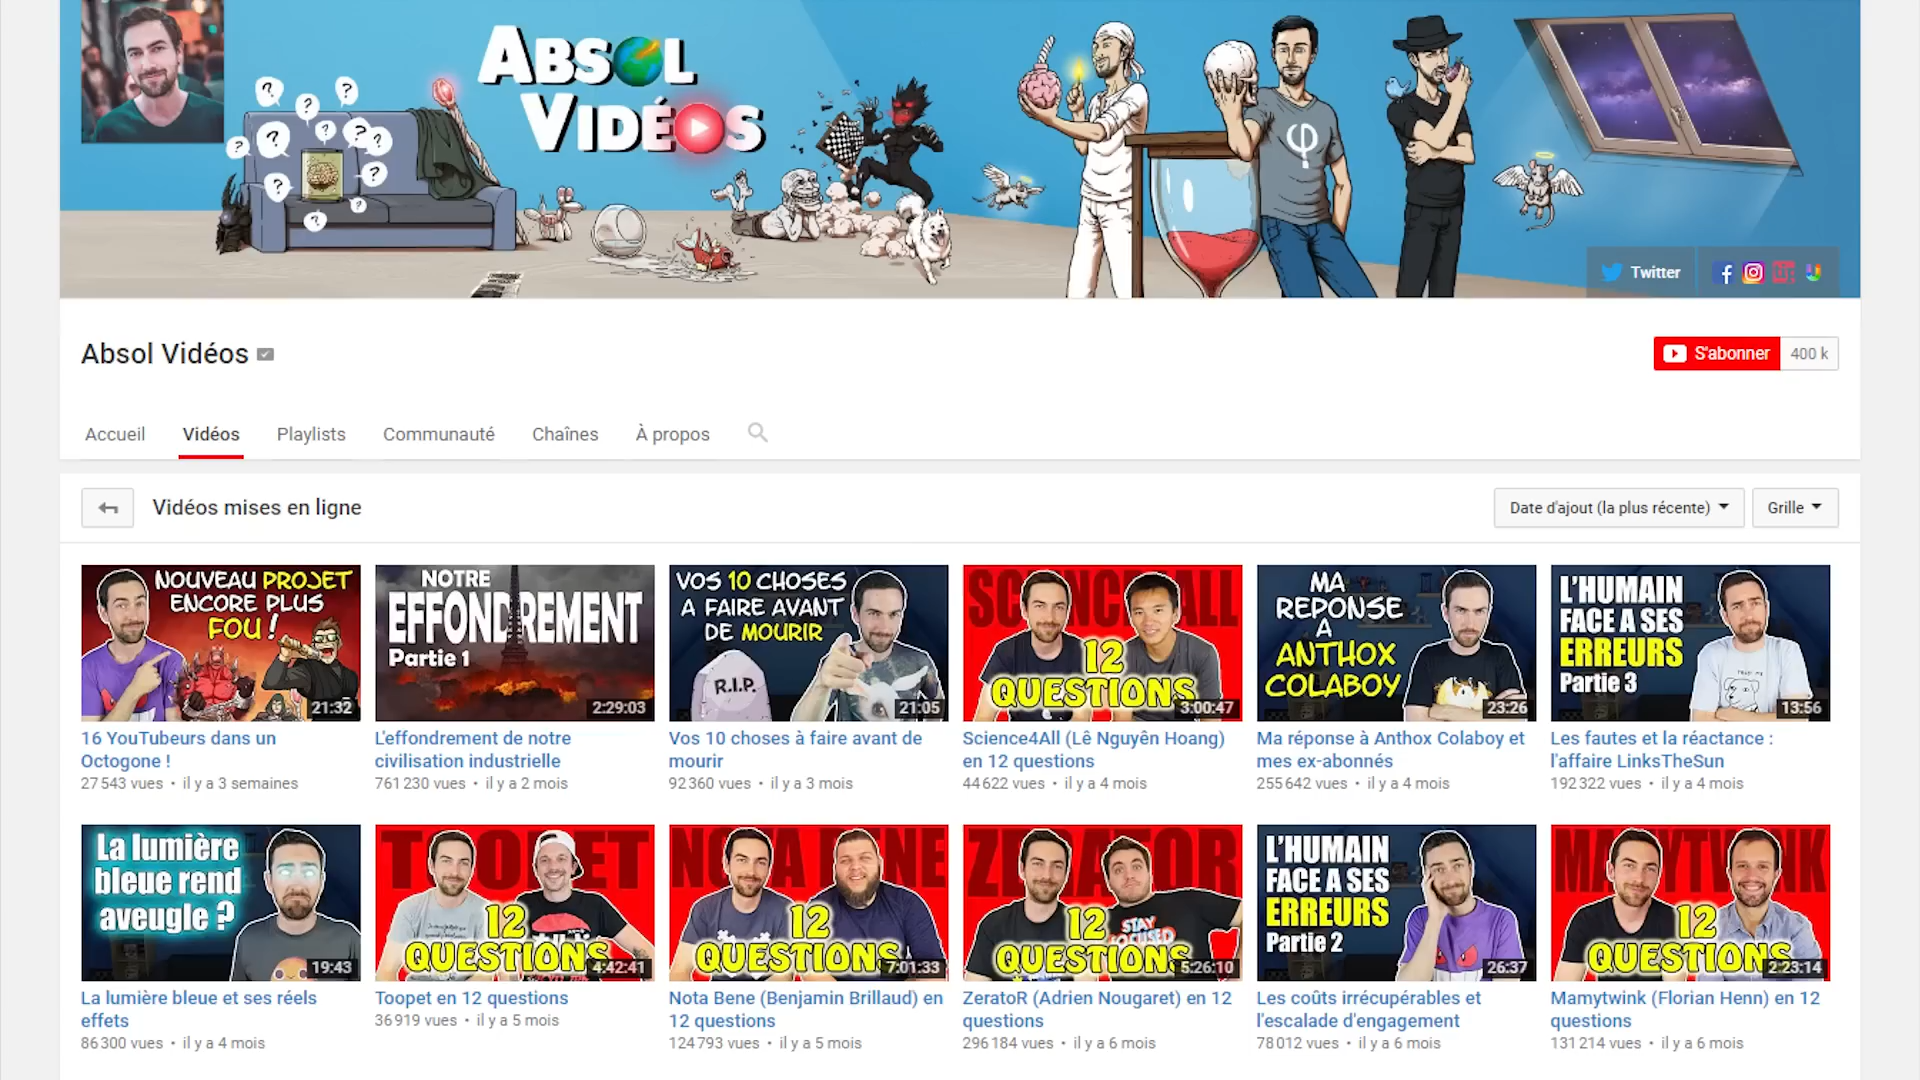 ABSOL
VIDÉOS
? ? ? ? ? ? ? ? ? ? ? ?
φ
Twitter
Absol Vidéos
S'abonner 400 k
Accueil Vidéos Playlists Communauté Chaînes À propos
Vidéos mises en ligne
Date d'ajout (la plus récente) Grille
NOUVEAU PROJET
ENCORE PLUS
FOU !
21:32
16 YouTubeurs dans un
Octogone !
27 543 vues • il y a 3 semaines
NOTRE
EFFONDREMENT
Partie 1
2:29:03
L'effondrement de notre
civilisation industrielle
761 230 vues • il y a 2 mois
VOS 10 CHOSES
A FAIRE AVANT
DE MOURIR
R.I.P.
21:05
Vos 10 choses à faire avant de
mourir
92 360 vues • il y a 3 mois
SCIENCE4ALL
12
QUESTIONS
3:00:47
Science4All (Lê Nguyên Hoang)
en 12 questions
44 622 vues • il y a 4 mois
MA
REPONSE
A
ANTHOX
COLABOY
23:26
Ma réponse à Anthox Colaboy et
mes ex-abonnés
255 642 vues • il y a 4 mois
L'HUMAIN
FACE A SES
ERREURS
Partie 3
13:56
Les fautes et la réactance :
l'affaire LinksTheSun
192 322 vues • il y a 4 mois
La lumière
bleue rend
aveugle ?
19:43
La lumière bleue et ses réels
effets
86 300 vues • il y a 4 mois
TOOPET
12
QUESTIONS
4:42:41
Toopet en 12 questions
36 919 vues • il y a 5 mois
NOTA BENE
12
QUESTIONS
7:01:33
Nota Bene (Benjamin Brillaud) en
12 questions
124 793 vues • il y a 5 mois
ZERATOR
STAY
FOCUSED
12
QUESTIONS
5:26:10
ZeratoR (Adrien Nougaret) en 12
questions
296 184 vues • il y a 6 mois
L'HUMAIN
FACE A SES
ERREURS
Partie 2
26:37
Les coûts irrécupérables et
l'escalade d'engagement
78 012 vues • il y a 6 mois
MAMYTWINK
12
QUESTIONS
2:23:14
Mamytwink (Florian Henn) en 12
questions
131 214 vues • il y a 6 mois